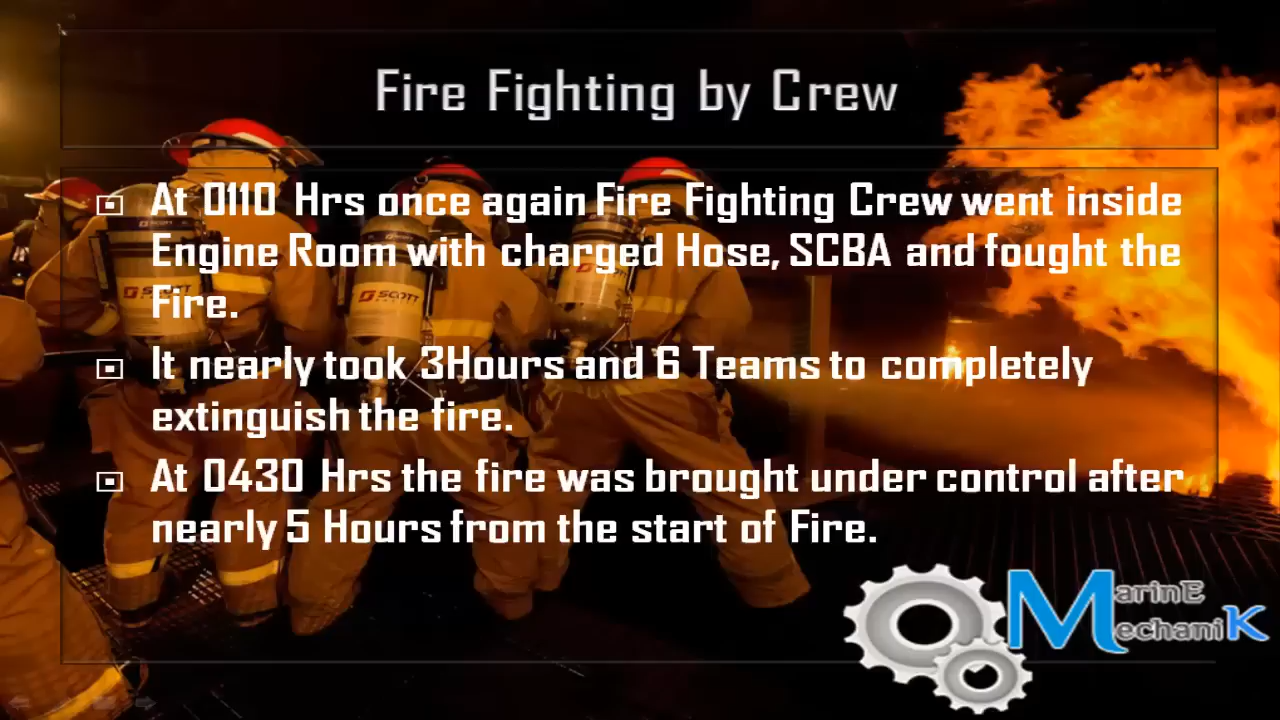 Fire Fighting by Crew
At 0110 Hrs once again Fire Fighting Crew went inside
Engine Room with charged Hose, SCBA and fought the
Fire.
It nearly took 3Hours and 6 Teams to completely
extinguish the fire.
At 0430 Hrs the fire was brought under control after
nearly 5 Hours from the start of Fire.
SCOTT
SCOTT
MarinE
MechaniK